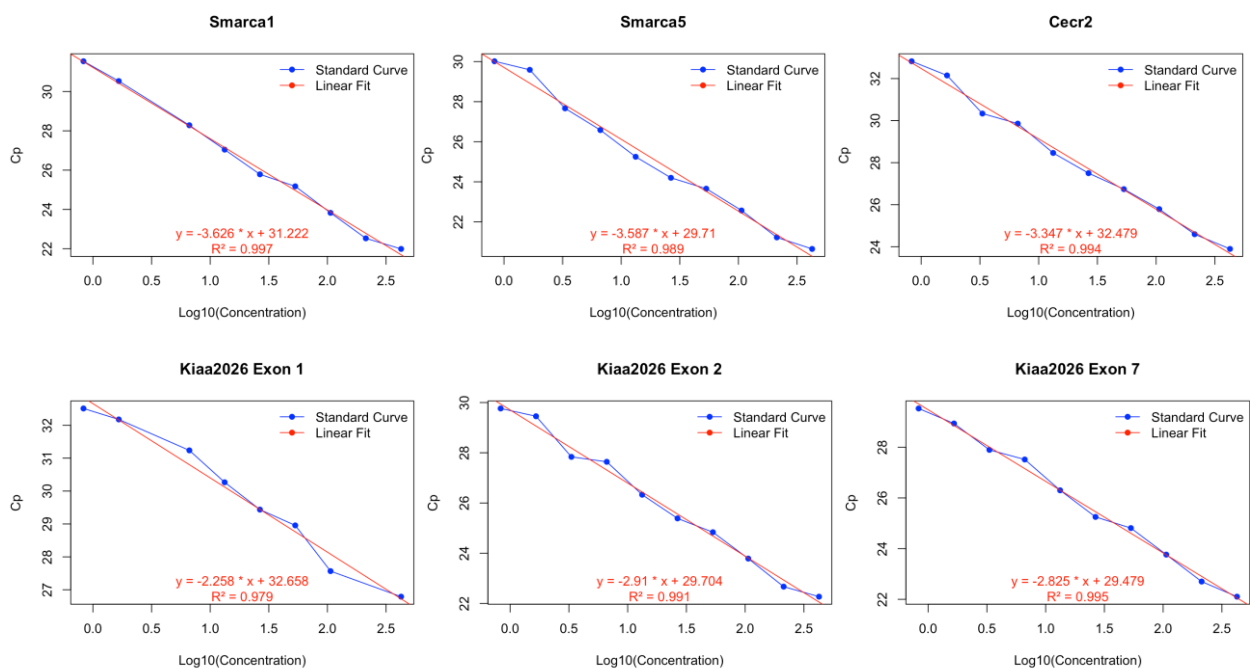 Smarca1
Standard Curve
Linear Fit
Cp
30
28
26
24
22
y = -3.626 * x + 31.222
R² = 0.997
0.0 0.5 1.0 1.5 2.0 2.5
Log10(Concentration)
Smarca5
Standard Curve
Linear Fit
Cp
30
28
26
24
22
y = -3.587 * x + 29.71
R² = 0.989
0.0 0.5 1.0 1.5 2.0 2.5
Log10(Concentration)
Cecr2
Standard Curve
Linear Fit
Cp
32
30
28
26
24
y = -3.347 * x + 32.479
R² = 0.994
0.0 0.5 1.0 1.5 2.0 2.5
Log10(Concentration)
Kiaa2026 Exon 1
Standard Curve
Linear Fit
Cp
32
31
30
29
28
27
y = -2.258 * x + 32.658
R² = 0.979
0.0 0.5 1.0 1.5 2.0 2.5
Log10(Concentration)
Kiaa2026 Exon 2
Standard Curve
Linear Fit
Cp
30
28
26
24
22
y = -2.91 * x + 29.704
R² = 0.991
0.0 0.5 1.0 1.5 2.0 2.5
Log10(Concentration)
Kiaa2026 Exon 7
Standard Curve
Linear Fit
Cp
28
26
24
22
y = -2.825 * x + 29.479
R² = 0.995
0.0 0.5 1.0 1.5 2.0 2.5
Log10(Concentration)